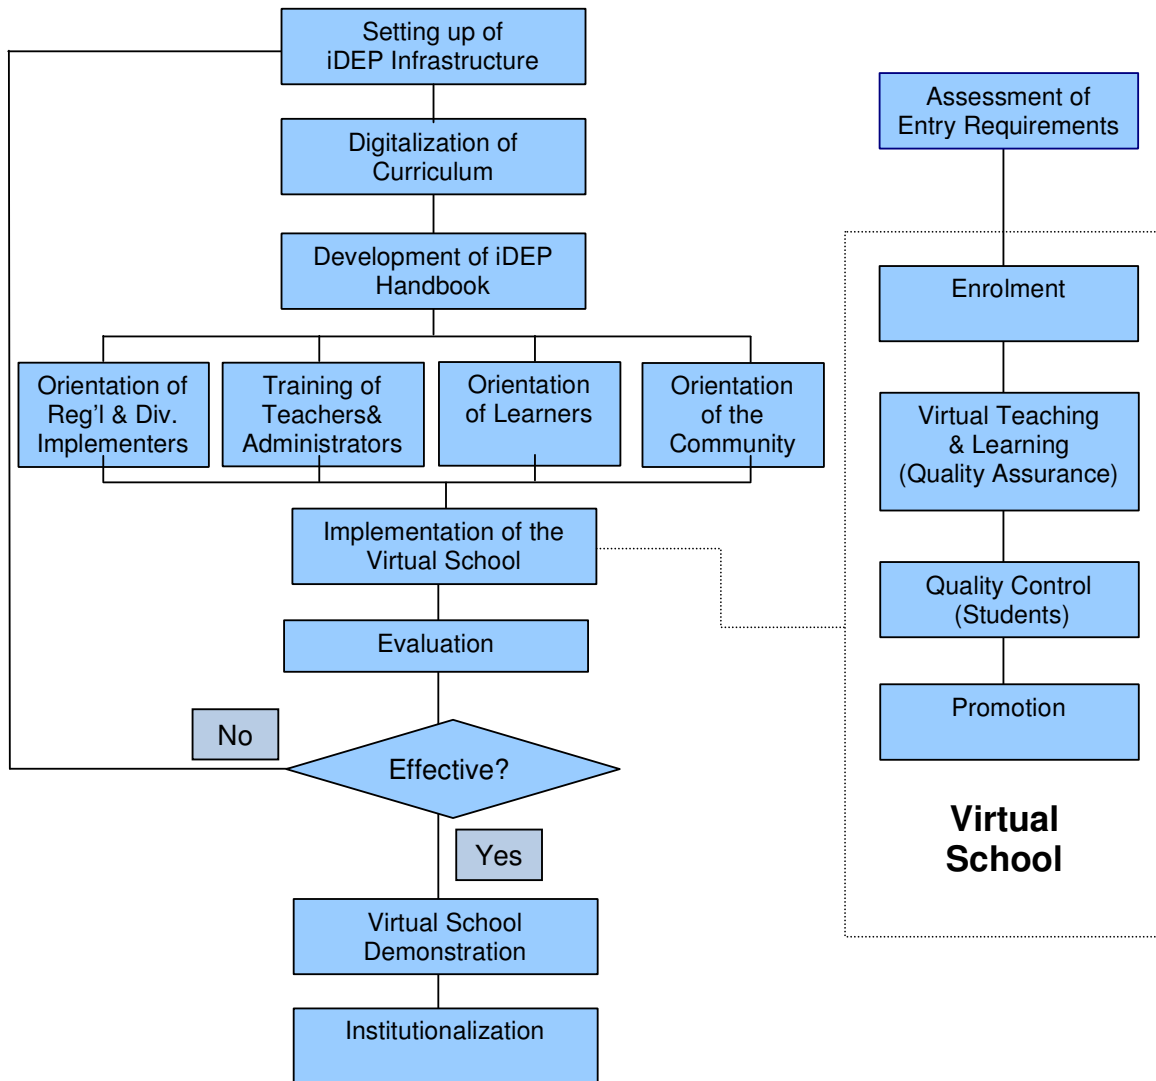 Setting up of
iDEP Infrastructure
Digitalization of
Curriculum
Development of iDEP
Handbook
Orientation of
Reg’l & Div.
Implementers
Training of
Teachers&
Administrators
Orientation
of Learners
Orientation
of the
Community
Implementation of the
Virtual School
Evaluation
No
Effective?
Yes
Virtual School
Demonstration
Institutionalization
Assessment of
Entry Requirements
Enrolment
Virtual Teaching
& Learning
(Quality Assurance)
Quality Control
(Students)
Promotion
Virtual
School